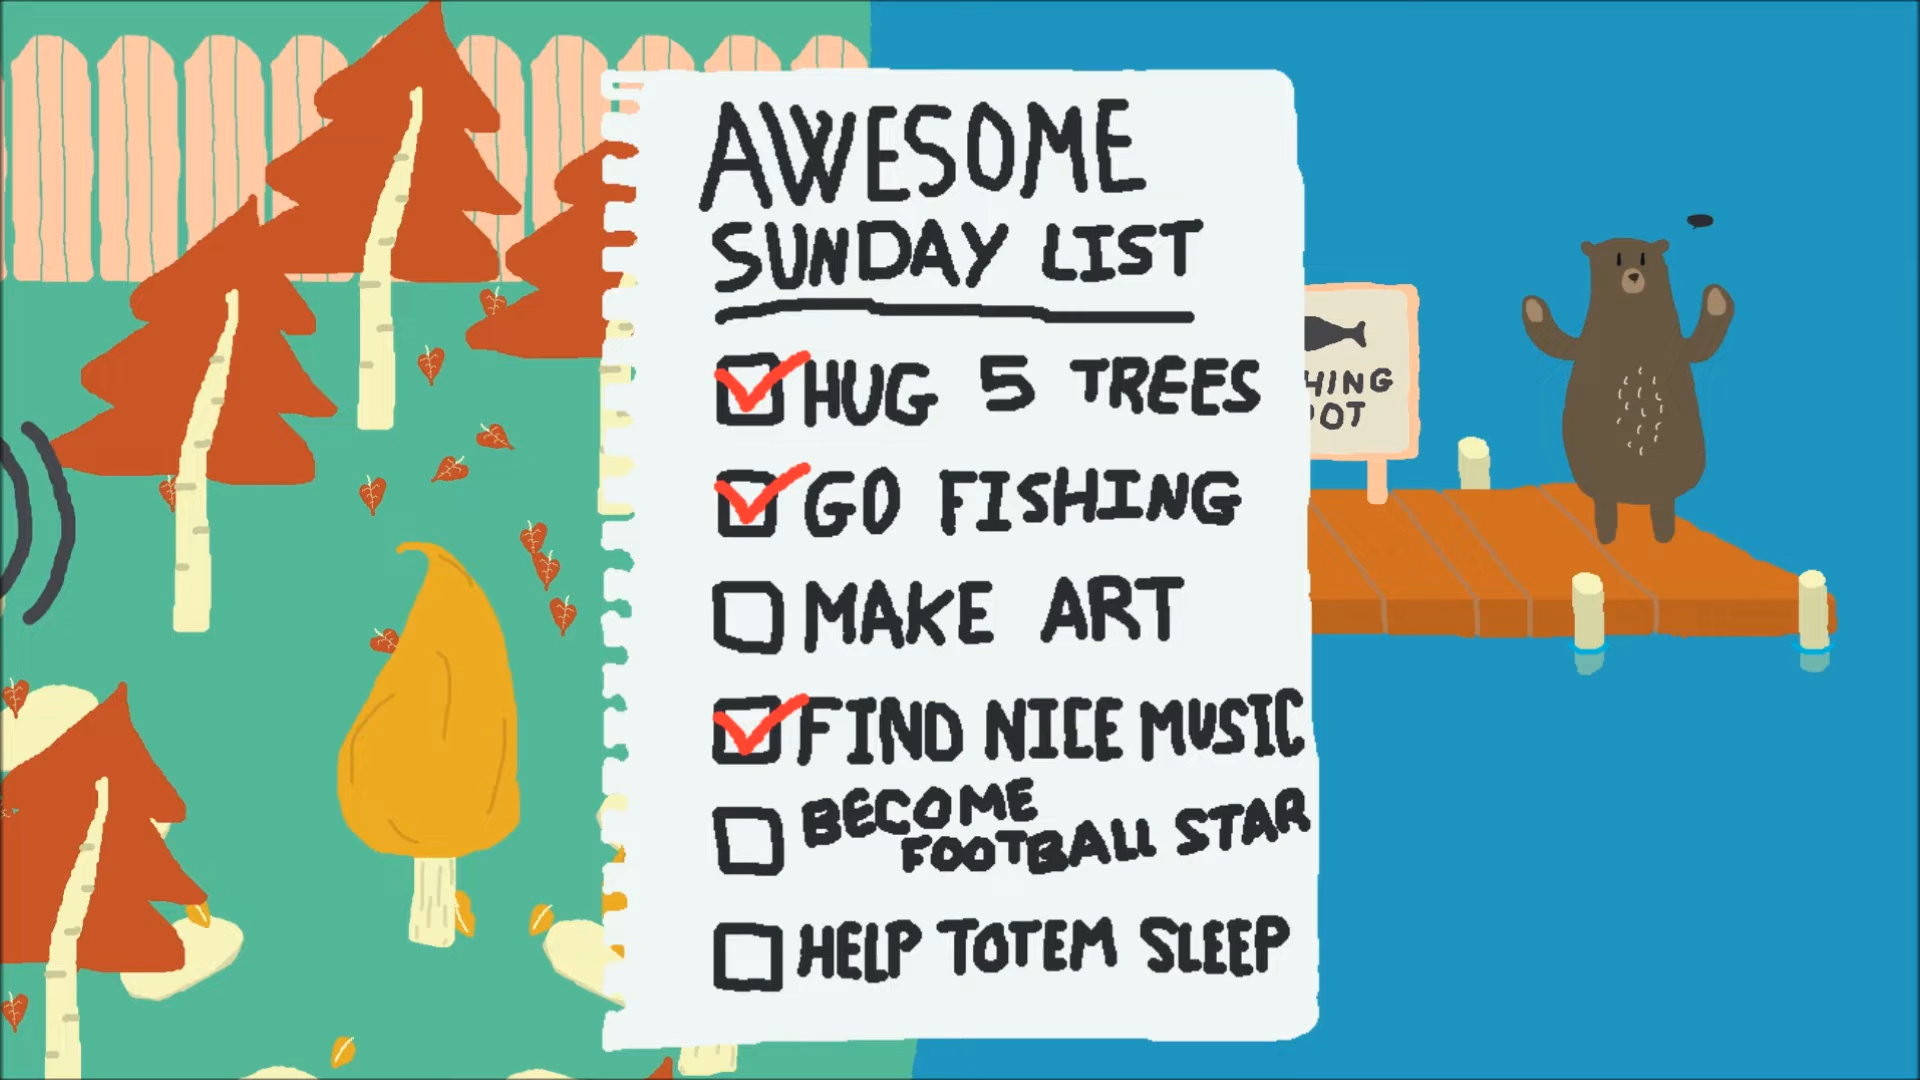 AWESOME
SUNDAY LIST
HUG 5 TREES
GO FISHING
MAKE ART
FIND NICE MUSIC
BECOME
FOOTBALL STAR
HELP TOTEM SLEEP
HING
OT